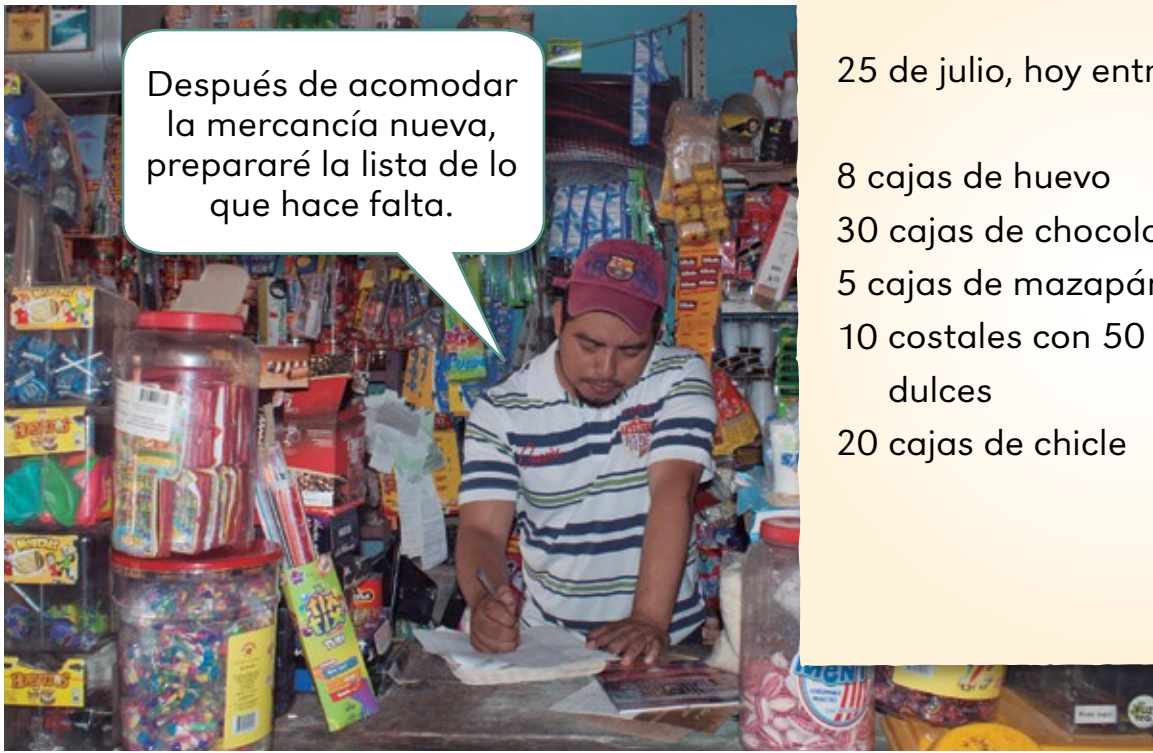 Después de acomodar
la mercancía nueva,
prepararé la lista de lo
que hace falta.
25 de julio, hoy entr
8 cajas de huevo
30 cajas de chocol
5 cajas de mazapán
10 costales con 50
dulces
20 cajas de chicle